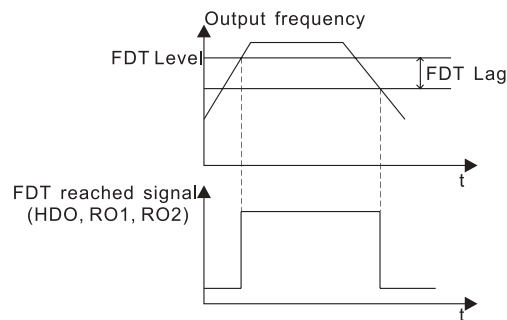 Output frequency
FDT Level
FDT Lag
t
FDT reached signal
(HDO, RO1, RO2)
t